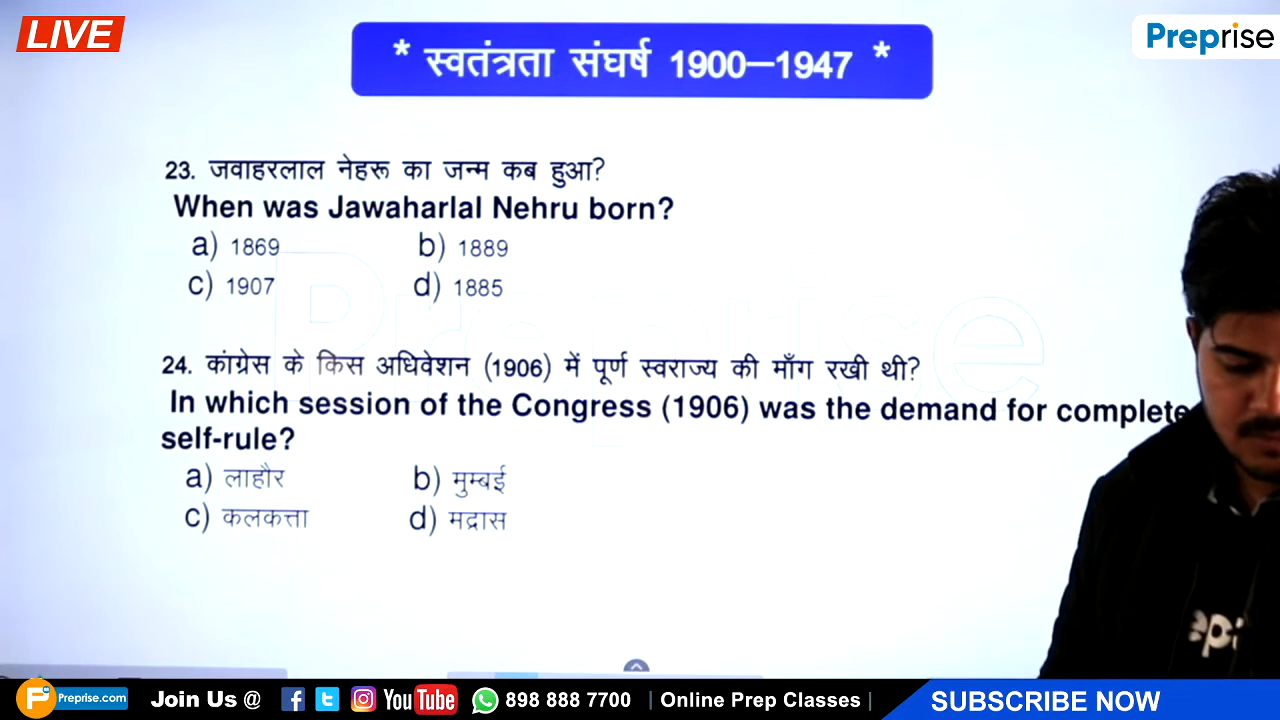 LIVE
Preprise
* स्वतंत्रता संघर्ष 1900–1947 *
23. जवाहरलाल नेहरू का जन्म कब हुआ?
When was Jawaharlal Nehru born?
a) 1869 b) 1889
c) 1907 d) 1885
24. कांग्रेस के किस अधिवेशन (1906) में पूर्ण स्वराज्य की माँग रखी थी?
In which session of the Congress (1906) was the demand for complete
self-rule?
a) लाहौर b) मुम्बई
c) कलकत्ता d) मद्रास
Preprise
Preprise.com Join Us @ YouTube 898 888 7700 | Online Prep Classes | SUBSCRIBE NOW